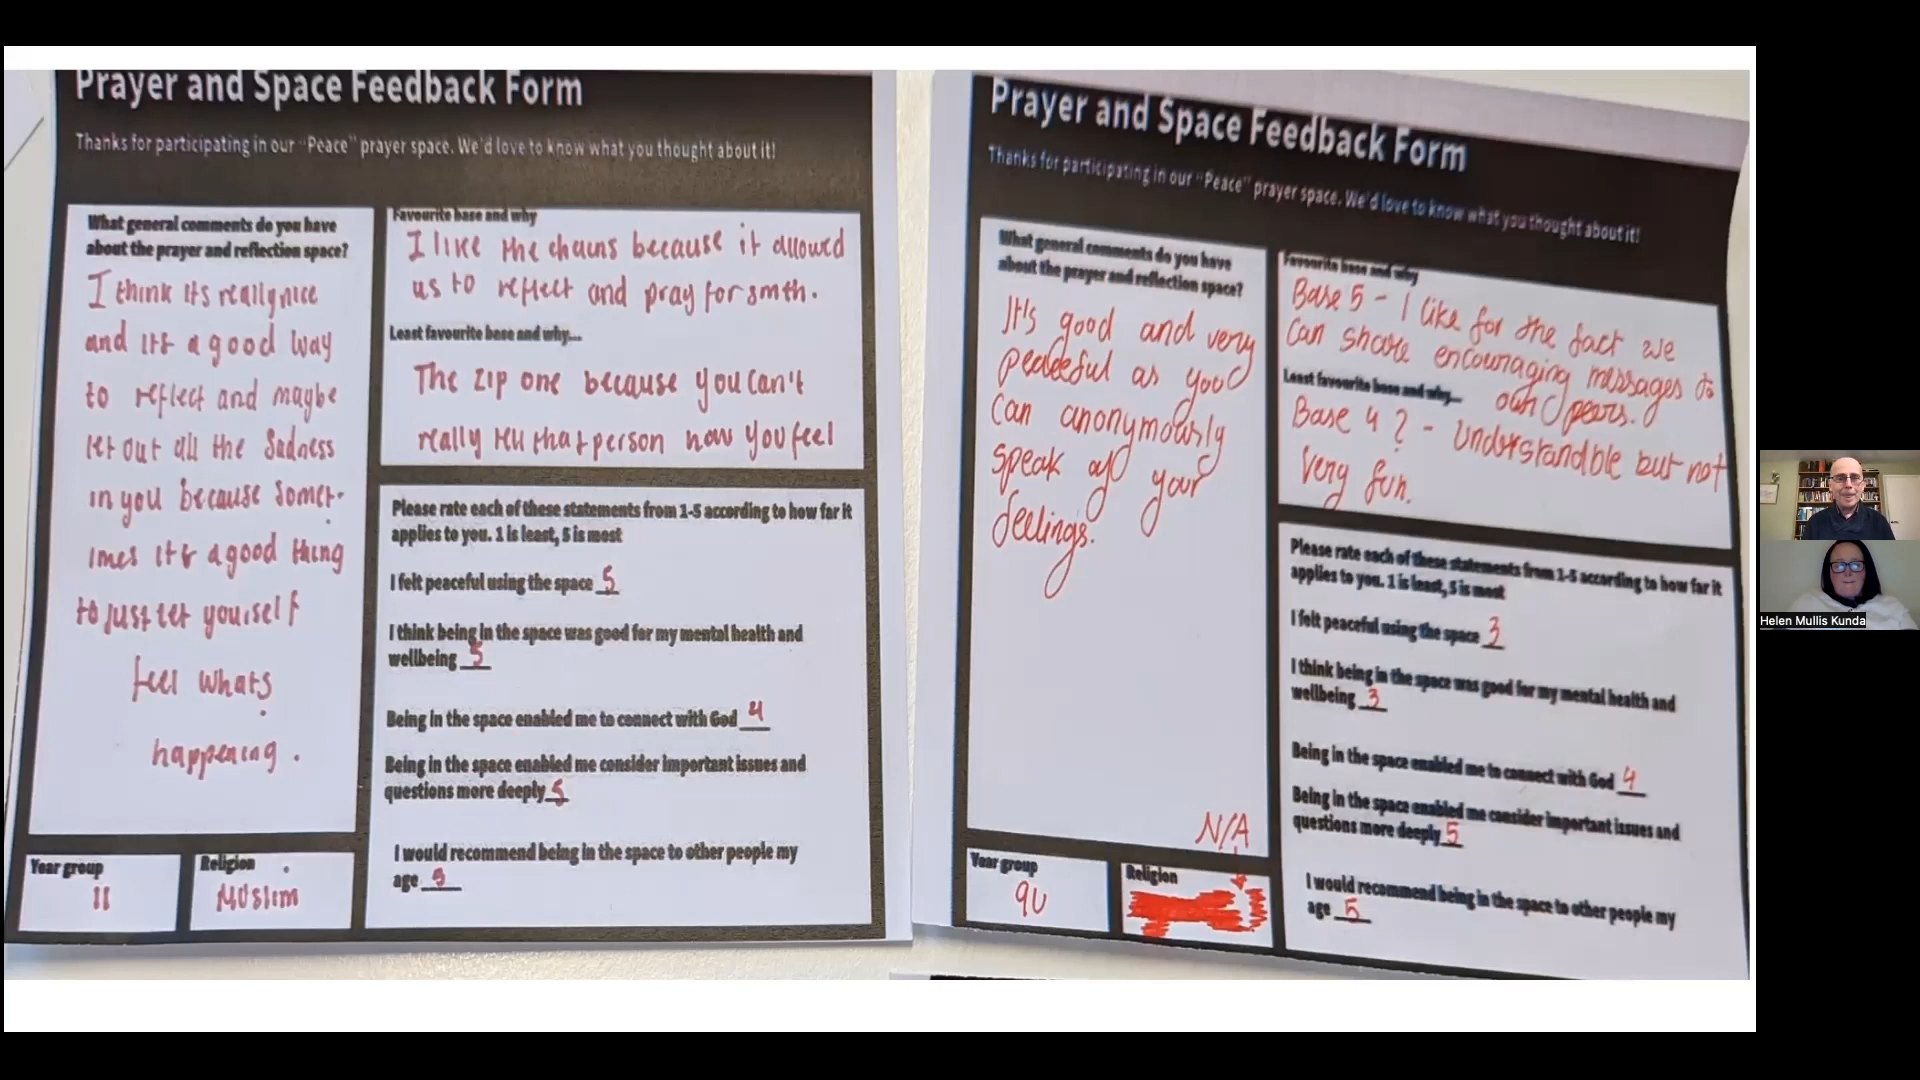 Prayer and Space Feedback Form
Thanks for participating in our "Peace" prayer space. We'd love to know what you thought about it!
What general comments do you have
about the prayer and reflection space?
I think its really nice
and its a good way
to reflect and maybe
let out all the sadness
in you because somet-
imes its a good thing
to just let yourself
feel whats
happening.
Year group
11
Religion
Muslim
Favourite base and why
I like the chains because it allowed
us to reflect and pray for smth.
Least favourite base and why...
The zip one because you can't
really tell that person how you feel
Please rate each of these statements from 1-5 according to how far it
applies to you. 1 is least, 5 is most
I felt peaceful using the space 5
I think being in the space was good for my mental health and
wellbeing 5
Being in the space enabled me to connect with God 4
Being in the space enabled me consider important issues and
questions more deeply 5
I would recommend being in the space to other people my
age 5
Prayer and Space Feedback Form
Thanks for participating in our "Peace" prayer space. We'd love to know what you thought about it!
What general comments do you have
about the prayer and reflection space?
It's good and very
peaceful as you
can anonymously
speak of your
feelings.
N/A
Year group
9U
Religion
Favourite base and why
Base 5 - I like for the fact we
can share encouraging messages to
our peers.
Least favourite base and why...
Base 4? - Understandble but not
very fun.
Please rate each of these statements from 1-5 according to how far it
applies to you. 1 is least, 5 is most
I felt peaceful using the space 3
I think being in the space was good for my mental health and
wellbeing 3
Being in the space enabled me to connect with God 4
Being in the space enabled me consider important issues and
questions more deeply 5
I would recommend being in the space to other people my
age 5
Helen Mullis Kunda